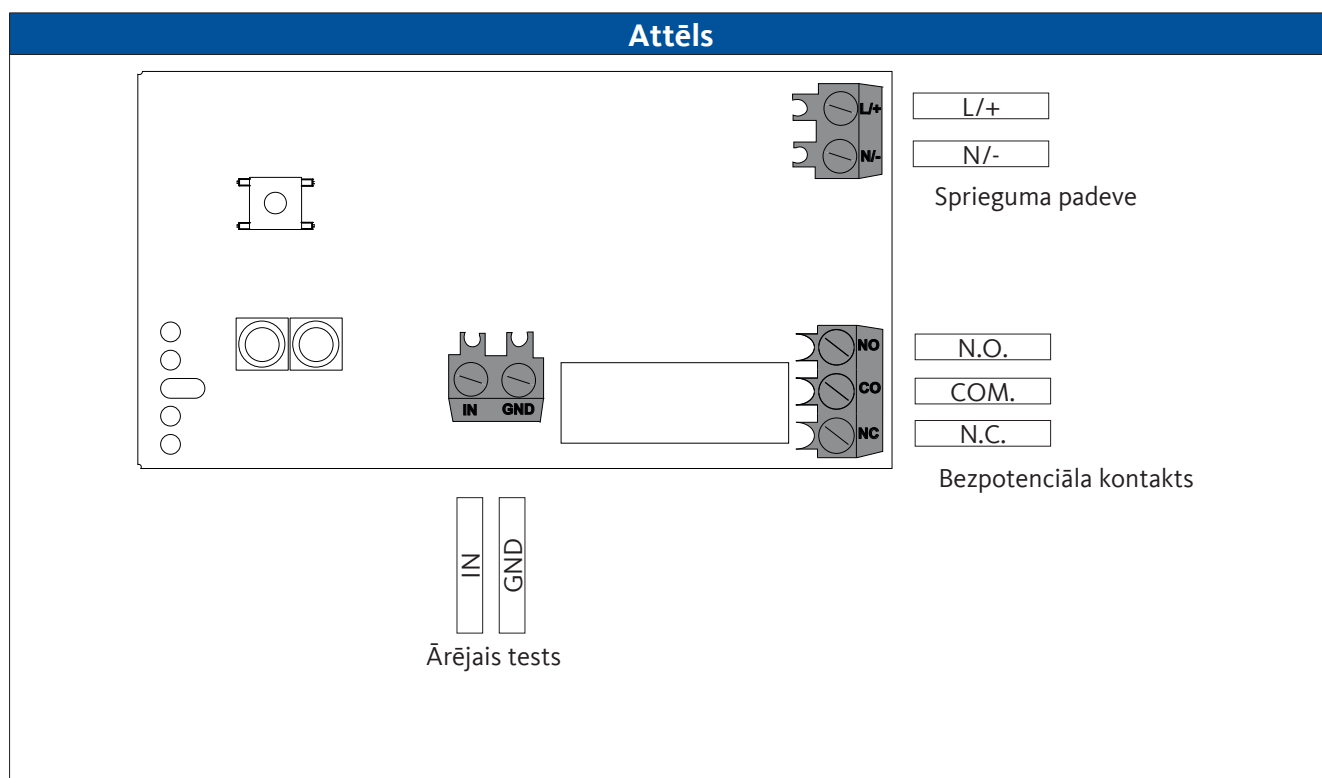 Attēls
L/+ L/+
N/- N/-
Sprieguma padeve
NO N.O.
CO COM.
IN GND NC N.C.
Bezpotenciāla kontakts
IN GND
Ārējais tests